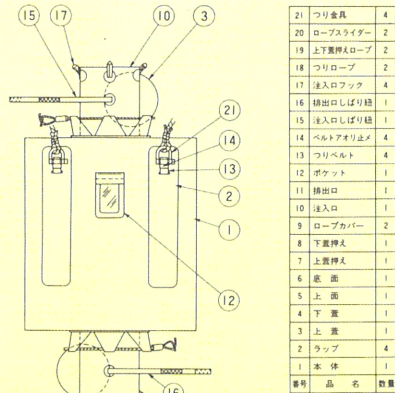 15
17
10
3
21
14
13
2
1
12
16
21 つり金具 4
20 ロープスライダー 2
19 上下蓋押えロープ 2
18 つりロープ 2
17 注入口フック 4
16 排出口しばり紐 1
15 注入口しばり紐 1
14 ベルトアオリ止メ 4
13 つりベルト 4
12 ポケット 1
11 排出口 1
10 注入口 1
9 ロープカバー 2
8 下蓋押え 1
7 上蓋押え 1
6 底面 1
5 上面 1
4 下蓋 1
3 上蓋 1
2 ラップ 4
1 本体 1
番号 品名 数量